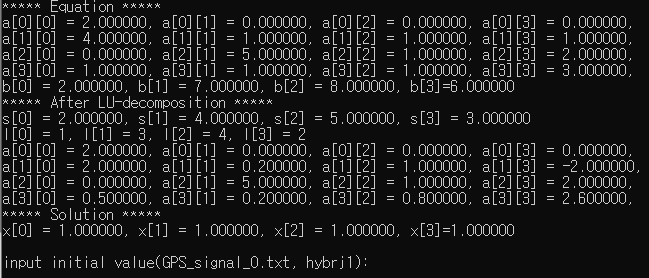 ***** Equation *****
a[0][0] = 2.000000, a[0][1] = 0.000000, a[0][2] = 0.000000, a[0][3] = 0.000000,
a[1][0] = 4.000000, a[1][1] = 1.000000, a[1][2] = 1.000000, a[1][3] = 1.000000,
a[2][0] = 0.000000, a[2][1] = 5.000000, a[2][2] = 1.000000, a[2][3] = 2.000000,
a[3][0] = 1.000000, a[3][1] = 1.000000, a[3][2] = 1.000000, a[3][3] = 3.000000,
b[0] = 2.000000, b[1] = 7.000000, b[2] = 8.000000, b[3]=6.000000
***** After LU-decomposition *****
s[0] = 2.000000, s[1] = 4.000000, s[2] = 5.000000, s[3] = 3.000000
l[0] = 1, l[1] = 3, l[2] = 4, l[3] = 2
a[0][0] = 2.000000, a[0][1] = 0.000000, a[0][2] = 0.000000, a[0][3] = 0.000000,
a[1][0] = 2.000000, a[1][1] = 0.200000, a[1][2] = 1.000000, a[1][3] = -2.000000,
a[2][0] = 0.000000, a[2][1] = 5.000000, a[2][2] = 1.000000, a[2][3] = 2.000000,
a[3][0] = 0.500000, a[3][1] = 0.200000, a[3][2] = 0.800000, a[3][3] = 2.600000,
***** Solution *****
x[0] = 1.000000, x[1] = 1.000000, x[2] = 1.000000, x[3]=1.000000
input initial value(GPS_signal_0.txt, hybrj1):